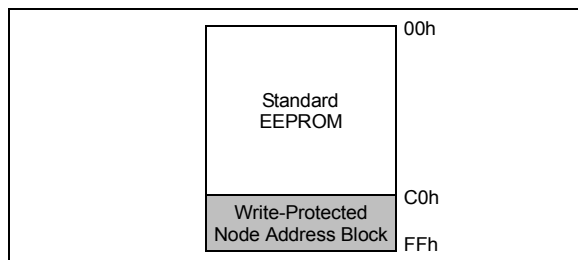 00h
Standard
EEPROM
C0h
Write-Protected
Node Address Block
FFh